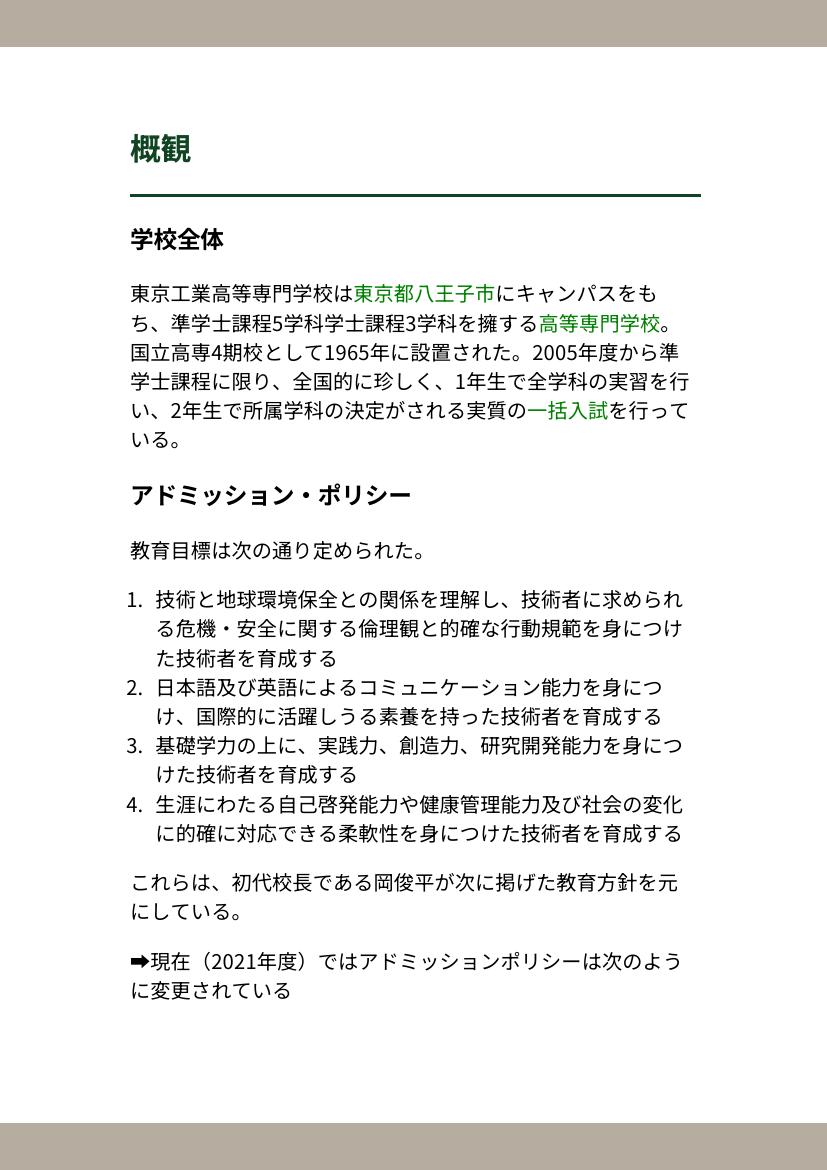 概観
学校全体
東京工業高等専門学校は東京都八王子市にキャンパスをも
ち、準学士課程5学科学士課程3学科を擁する高等専門学校。
国立高専4期校として1965年に設置された。2005年度から準
学士課程に限り、全国的に珍しく、1年生で全学科の実習を行
い、2年生で所属学科の決定がされる実質の一括入試を行って
いる。
アドミッション・ポリシー
教育目標は次の通り定められた。
1. 技術と地球環境保全との関係を理解し、技術者に求められ
る危機・安全に関する倫理観と的確な行動規範を身につけ
た技術者を育成する
2. 日本語及び英語によるコミュニケーション能力を身につ
け、国際的に活躍しうる素養を持った技術者を育成する
3. 基礎学力の上に、実践力、創造力、研究開発能力を身につ
けた技術者を育成する
4. 生涯にわたる自己啓発能力や健康管理能力及び社会の変化
に的確に対応できる柔軟性を身につけた技術者を育成する
これらは、初代校長である岡俊平が次に掲げた教育方針を元
にしている。
➡現在（2021年度）ではアドミッションポリシーは次のよう
に変更されている